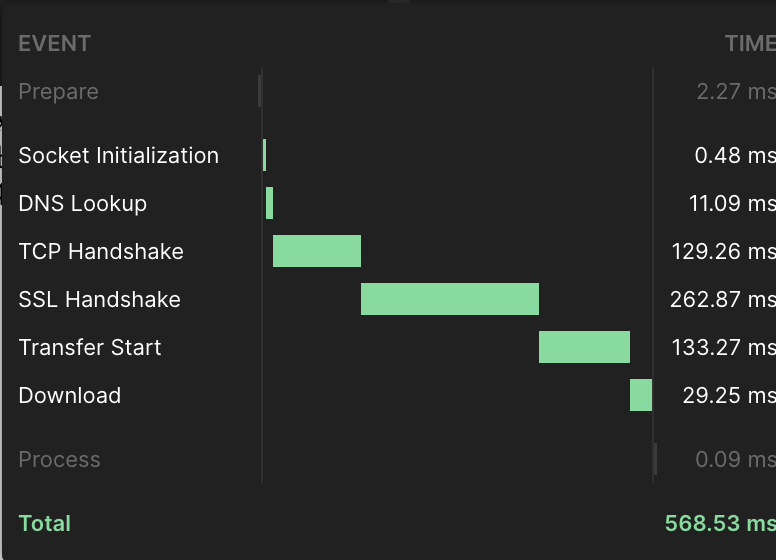 EVENT TIME
Prepare 2.27 ms
Socket Initialization 0.48 ms
DNS Lookup 11.09 ms
TCP Handshake 129.26 ms
SSL Handshake 262.87 ms
Transfer Start 133.27 ms
Download 29.25 ms
Process 0.09 ms
Total 568.53 ms